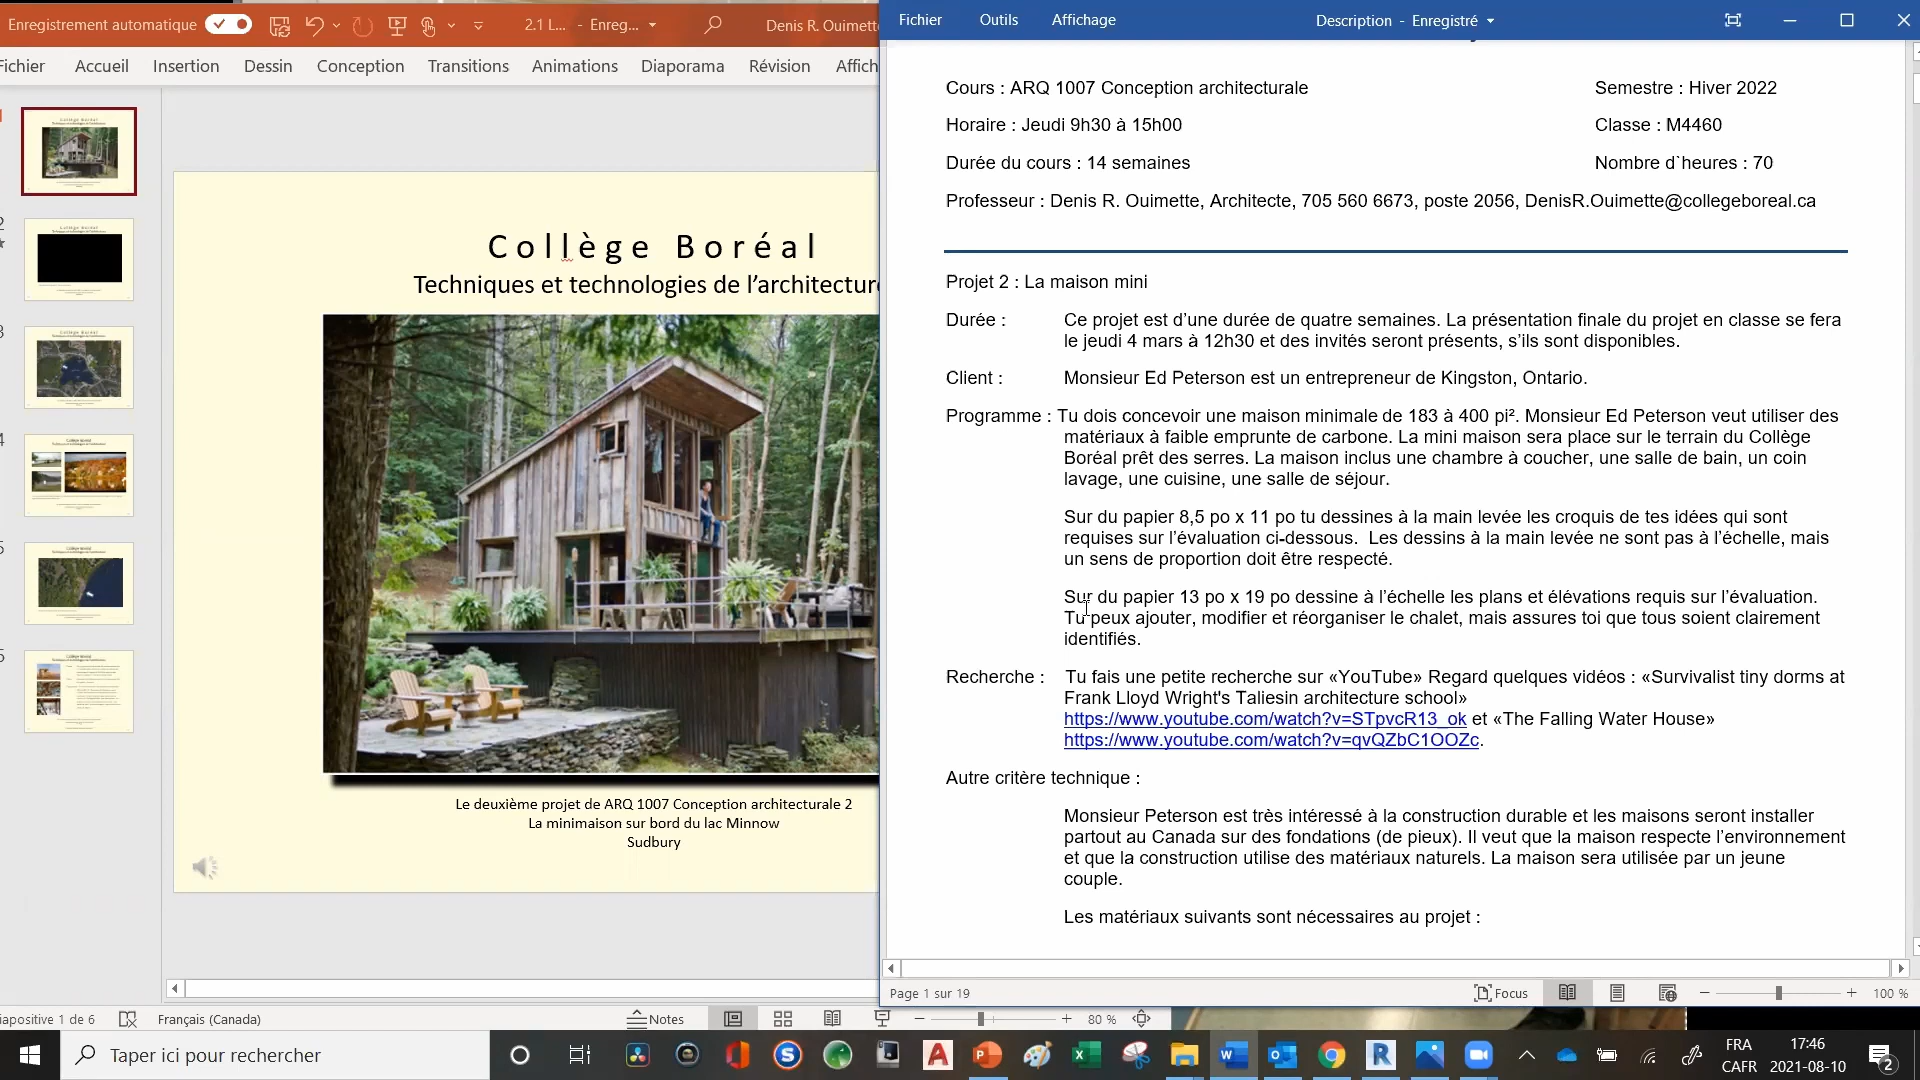 Enregistrement automatique
2.1 L... - Enreg...
Denis R. Ouimette
Fichier Accueil Insertion Dessin Conception Transitions Animations Diaporama Révision Affich
2
3
4
5
Collège Boréal
Techniques et technologies de l’architecture
Le deuxième projet de ARQ 1007 Conception architecturale 2
La minimaison sur bord du lac Minnow
Sudbury
iapositive 1 de 6 Français (Canada) Notes 80 %
Fichier Outils Affichage Description - Enregistré
Cours : ARQ 1007 Conception architecturale Semestre : Hiver 2022
Horaire : Jeudi 9h30 à 15h00 Classe : M4460
Durée du cours : 14 semaines Nombre d`heures : 70
Professeur : Denis R. Ouimette, Architecte, 705 560 6673, poste 2056, DenisR.Ouimette@collegeboreal.ca
Projet 2 : La maison mini
Durée : Ce projet est d’une durée de quatre semaines. La présentation finale du projet en classe se fera
le jeudi 4 mars à 12h30 et des invités seront présents, s’ils sont disponibles.
Client : Monsieur Ed Peterson est un entrepreneur de Kingston, Ontario.
Programme : Tu dois concevoir une maison minimale de 183 à 400 pi². Monsieur Ed Peterson veut utiliser des
matériaux à faible emprunte de carbone. La mini maison sera place sur le terrain du Collège
Boréal prêt des serres. La maison inclus une chambre à coucher, une salle de bain, un coin
lavage, une cuisine, une salle de séjour.
Sur du papier 8,5 po x 11 po tu dessines à la main levée les croquis de tes idées qui sont
requises sur l’évaluation ci-dessous. Les dessins à la main levée ne sont pas à l’échelle, mais
un sens de proportion doit être respecté.
Sur du papier 13 po x 19 po dessine à l’échelle les plans et élévations requis sur l’évaluation.
Tu peux ajouter, modifier et réorganiser le chalet, mais assures toi que tous soient clairement
identifiés.
Recherche : Tu fais une petite recherche sur «YouTube» Regard quelques vidéos : «Survivalist tiny dorms at
Frank Lloyd Wright's Taliesin architecture school»
https://www.youtube.com/watch?v=STpvcR13_ok et «The Falling Water House»
https://www.youtube.com/watch?v=qvQZbC1OOZc.
Autre critère technique :
Monsieur Peterson est très intéressé à la construction durable et les maisons seront installer
partout au Canada sur des fondations (de pieux). Il veut que la maison respecte l’environnement
et que la construction utilise des matériaux naturels. La maison sera utilisée par un jeune
couple.
Les matériaux suivants sont nécessaires au projet :
Page 1 sur 19 Focus 100 %
Taper ici pour rechercher
FRA
CAFR
17:46
2021-08-10
2